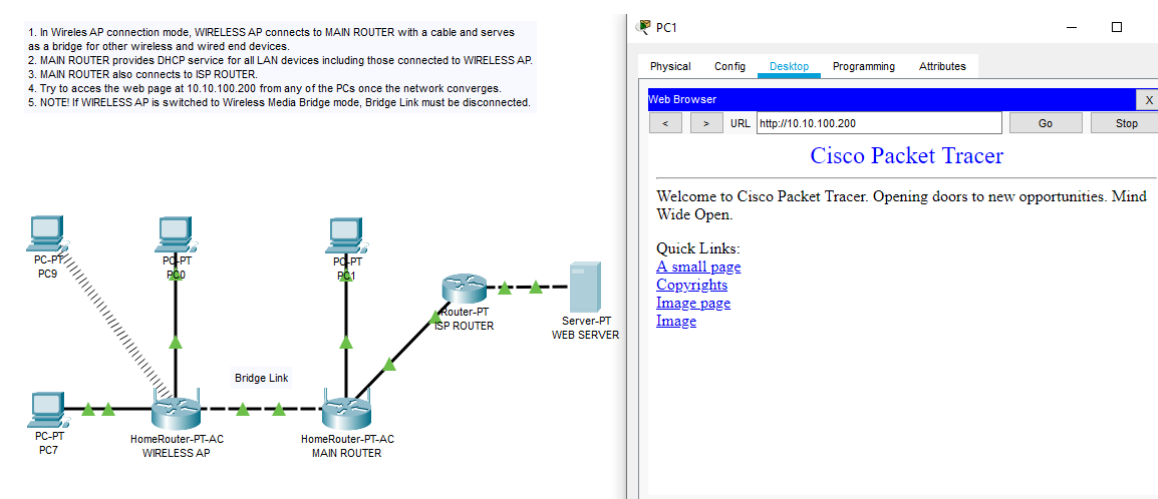 1. In Wireles AP connection mode, WIRELESS AP connects to MAIN ROUTER with a cable and serves
as a bridge for other wireless and wired end devices.
2. MAIN ROUTER provides DHCP service for all LAN devices including those connected to WIRELESS AP.
3. MAIN ROUTER also connects to ISP ROUTER.
4. Try to acces the web page at 10.10.100.200 from any of the PCs once the network converges.
5. NOTE! If WIRELESS AP is switched to Wireless Media Bridge mode, Bridge Link must be disconnected.
PC-PT
PC9
PC-PT
PC0
PC-PT
PC1
Router-PT
ISP ROUTER
Server-PT
WEB SERVER
Bridge Link
PC-PT
PC7
HomeRouter-PT-AC
WIRELESS AP
HomeRouter-PT-AC
MAIN ROUTER
PC1
Physical Config Desktop Programming Attributes
Web Browser X
< > URL http://10.10.100.200 Go Stop
Cisco Packet Tracer
Welcome to Cisco Packet Tracer. Opening doors to new opportunities. Mind
Wide Open.
Quick Links:
A small page
Copyrights
Image page
Image